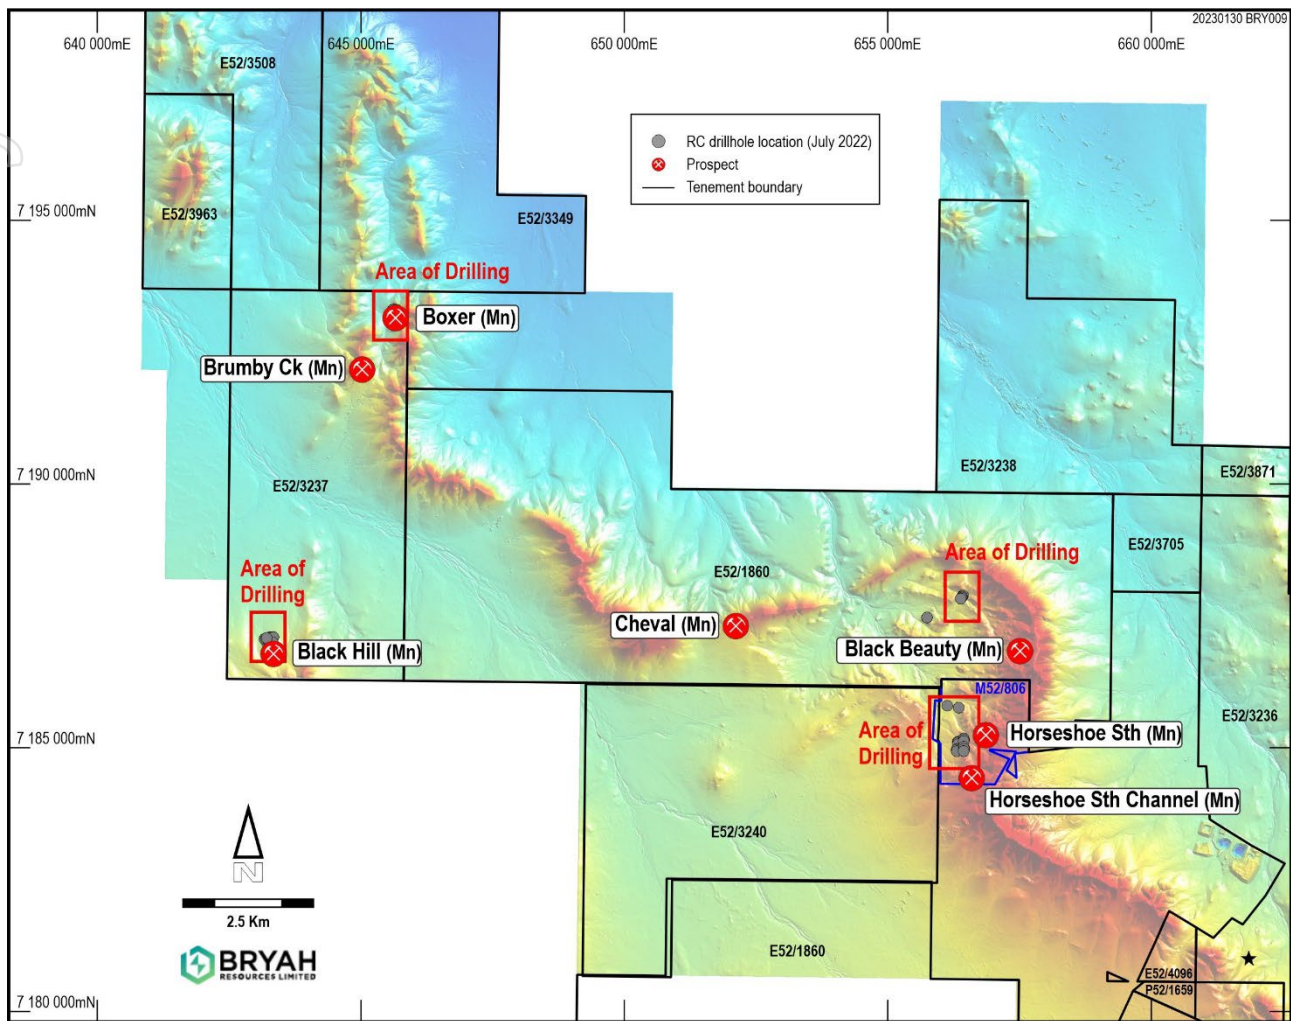 20230130 BRY009
640 000mE
645 000mE
650 000mE
655 000mE
660 000mE
E52/3508
RC drillhole location (July 2022)
Prospect
Tenement boundary
7 195 000mN
E52/3963
E52/3349
Area of Drilling
Boxer (Mn)
Brumby Ck (Mn)
7 190 000mN
E52/3237
E52/3238
E52/3871
E52/3705
Area of Drilling
Area of
Drilling
E52/1860
Cheval (Mn)
Black Beauty (Mn)
Black Hill (Mn)
M52/806
E52/3236
7 185 000mN
Area of
Drilling
Horseshoe Sth (Mn)
Horseshoe Sth Channel (Mn)
E52/3240
N
2.5 Km
BRYAH
RESOURCES LIMITED
E52/1860
E52/4096
P52/1659
7 180 000mN